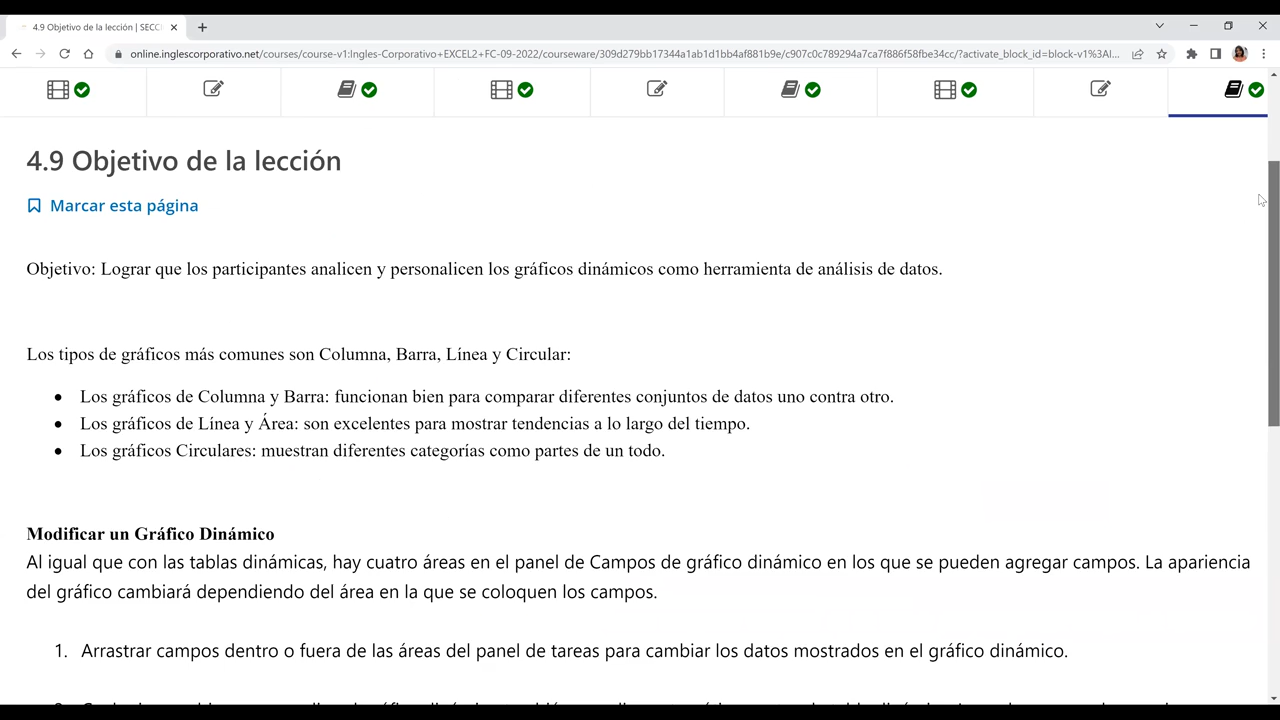 4.9 Objetivo de la lección | SECC
online.inglescorporativo.net/courses/course-v1:Ingles-Corporativo+EXCEL2+FC-09-2022/courseware/309d279bb17344a1ab1d1bb4af881b9e/c907c0c789294a7ca7f886f58fbe34cc/?activate_block_id=block-v1%3AI...
4.9 Objetivo de la lección
Marcar esta página
Objetivo: Lograr que los participantes analicen y personalicen los gráficos dinámicos como herramienta de análisis de datos.
Los tipos de gráficos más comunes son Columna, Barra, Línea y Circular:
• Los gráficos de Columna y Barra: funcionan bien para comparar diferentes conjuntos de datos uno contra otro.
• Los gráficos de Línea y Área: son excelentes para mostrar tendencias a lo largo del tiempo.
• Los gráficos Circulares: muestran diferentes categorías como partes de un todo.
Modificar un Gráfico Dinámico
Al igual que con las tablas dinámicas, hay cuatro áreas en el panel de Campos de gráfico dinámico en los que se pueden agregar campos. La apariencia
del gráfico cambiará dependiendo del área en la que se coloquen los campos.
1. Arrastrar campos dentro o fuera de las áreas del panel de tareas para cambiar los datos mostrados en el gráfico dinámico.